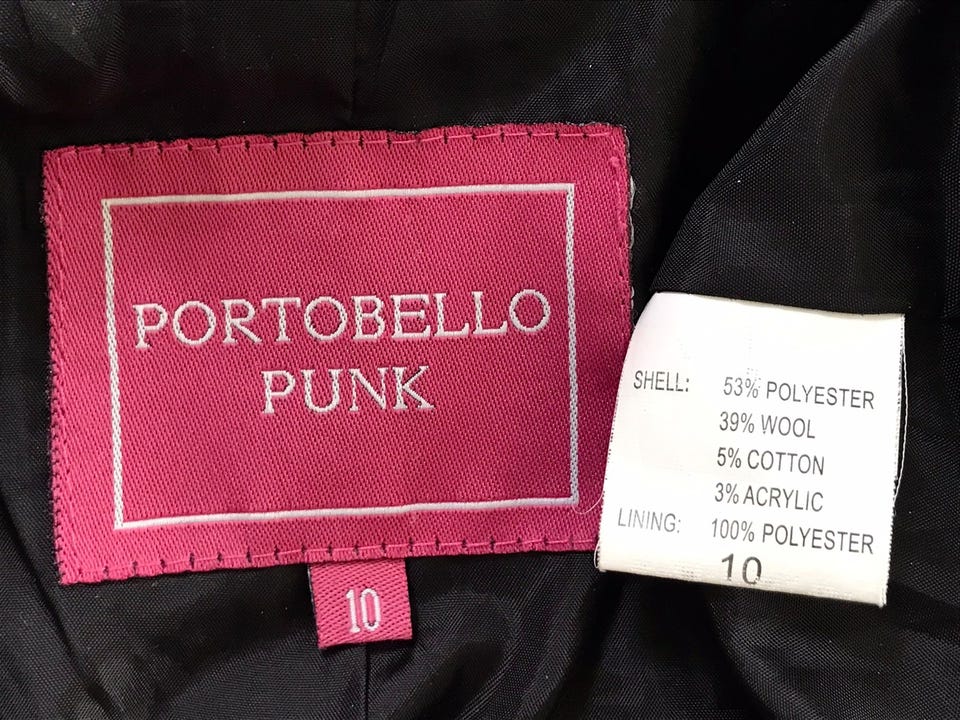 PORTOBELLO
PUNK
10
SHELL: 53% POLYESTER
39% WOOL
5% COTTON
3% ACRYLIC
LINING: 100% POLYESTER
10